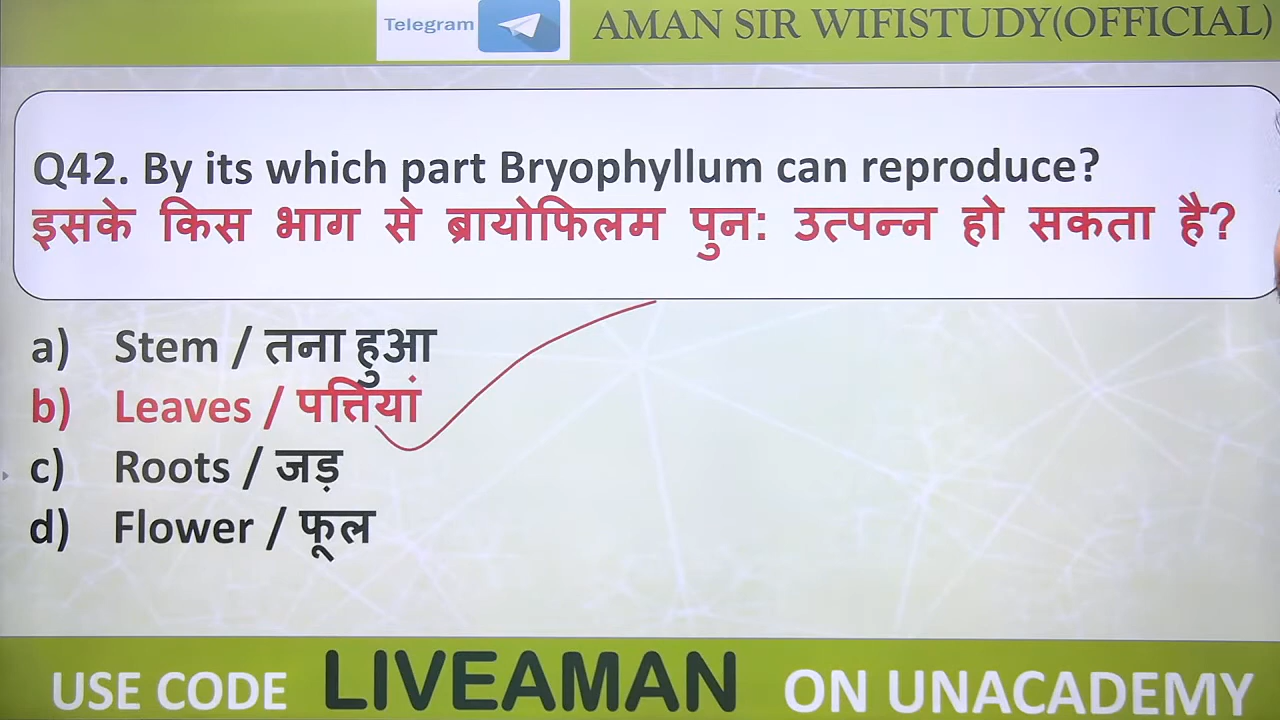 Telegram
AMAN SIR WIFISTUDY(OFFICIAL)
Q42. By its which part Bryophyllum can reproduce?
इसके किस भाग से ब्रायोफिलम पुन: उत्पन्न हो सकता है?
a) Stem / तना हुआ
b) Leaves / पत्तियां
c) Roots / जड़
d) Flower / फूल
USE CODE LIVEAMAN ON UNACADEMY